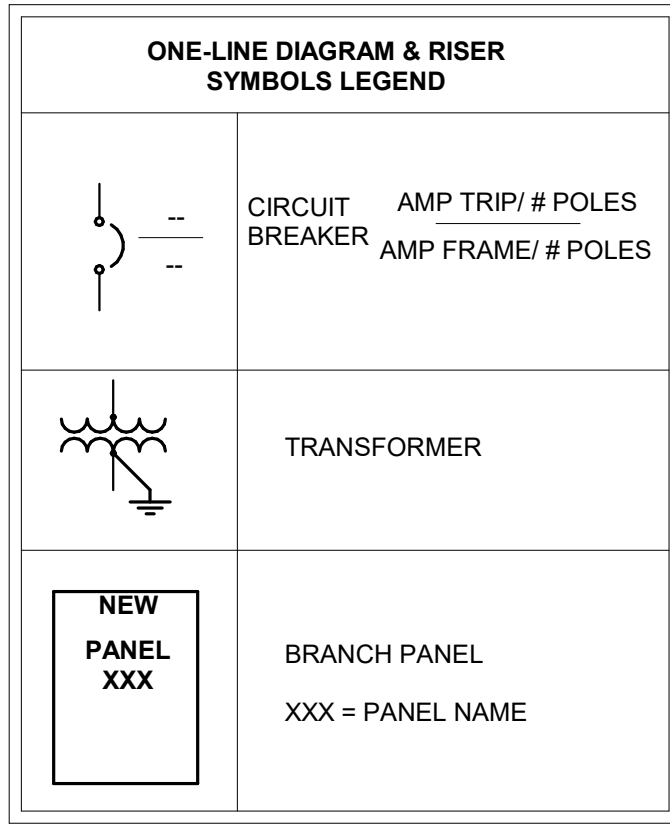 ONE-LINE DIAGRAM & RISER
SYMBOLS LEGEND
--
--
CIRCUIT
BREAKER
AMP TRIP/ # POLES
AMP FRAME/ # POLES
TRANSFORMER
NEW
PANEL
XXX
BRANCH PANEL
XXX = PANEL NAME